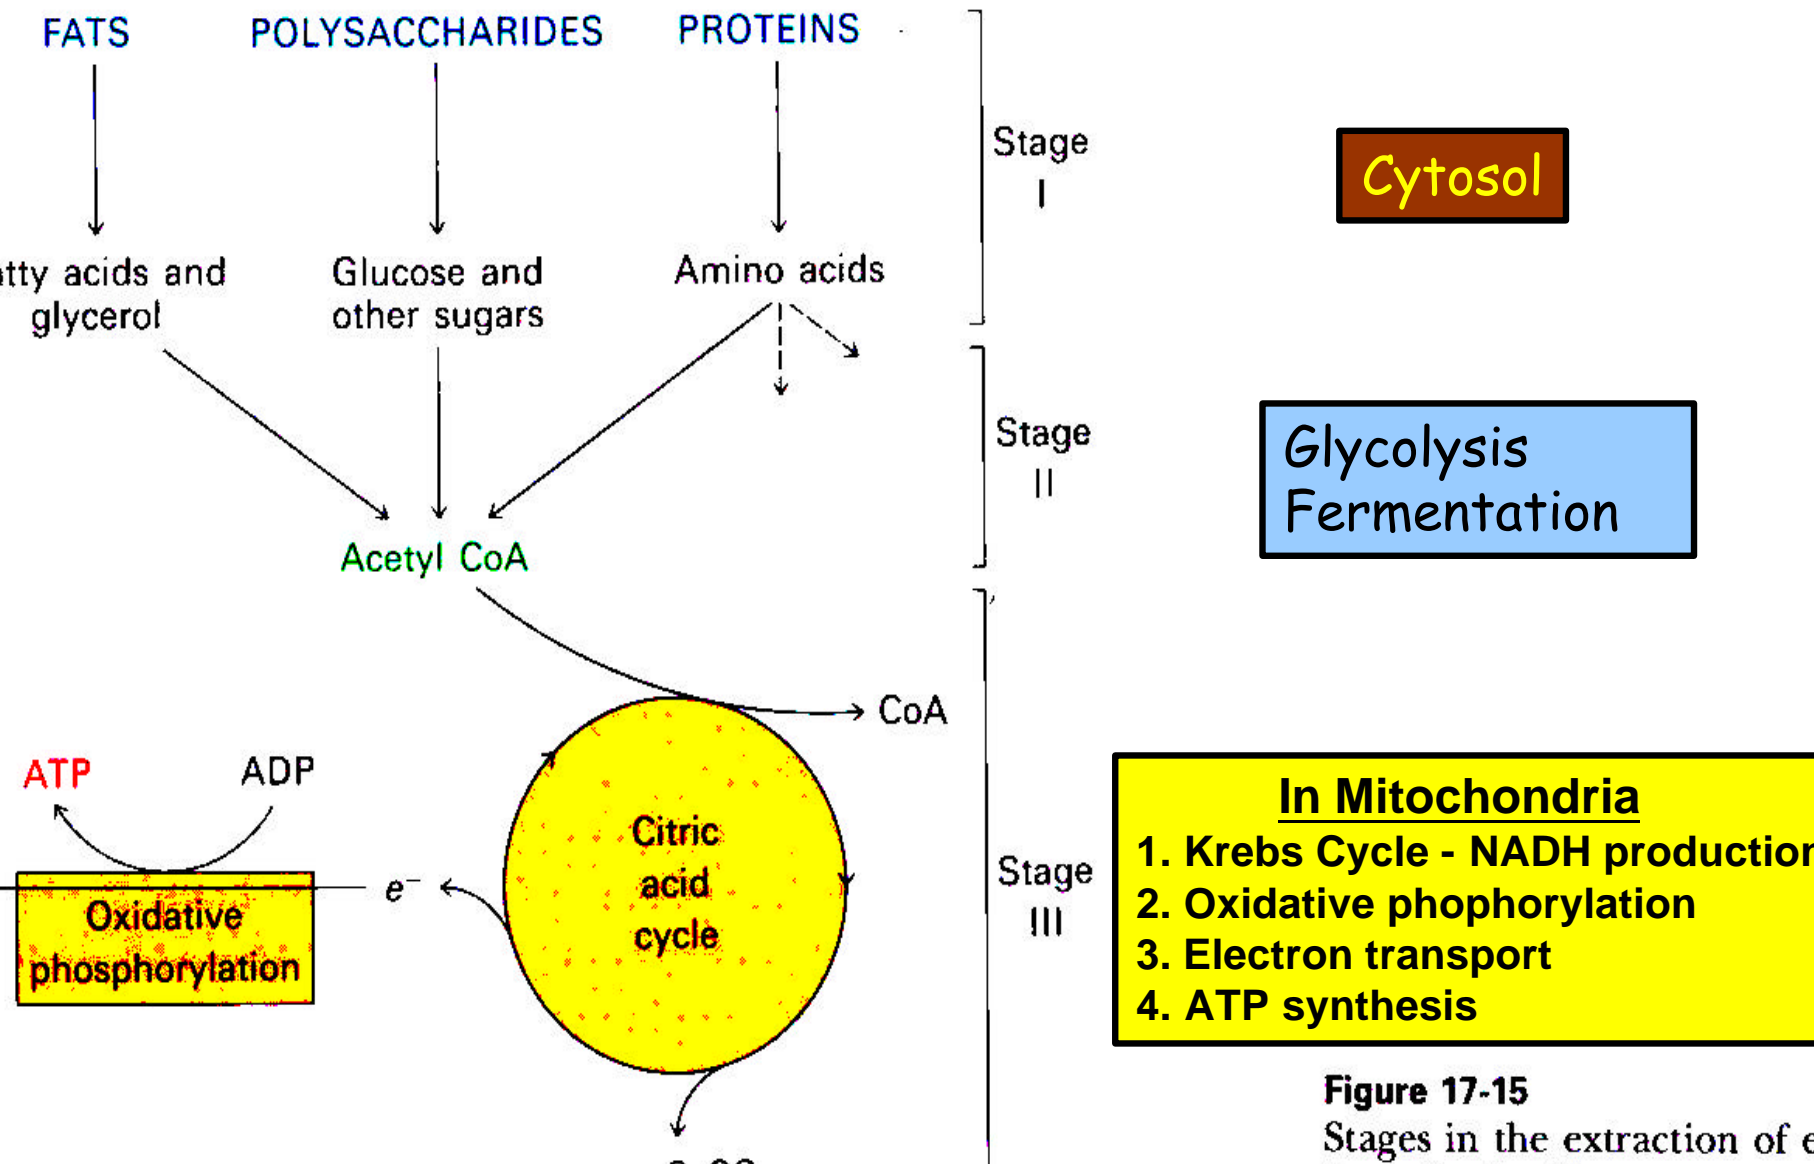 FATS
POLYSACCHARIDES
PROTEINS
Stage
I
Cytosol
atty acids and
glycerol
Glucose and
other sugars
Amino acids
Stage
II
Glycolysis
Fermentation
Acetyl CoA
CoA
ATP
ADP
Citric
acid
cycle
e⁻
Oxidative
phosphorylation
Stage
III
In Mitochondria
1. Krebs Cycle - NADH production
2. Oxidative phophorylation
3. Electron transport
4. ATP synthesis
Figure 17-15
Stages in the extraction of e